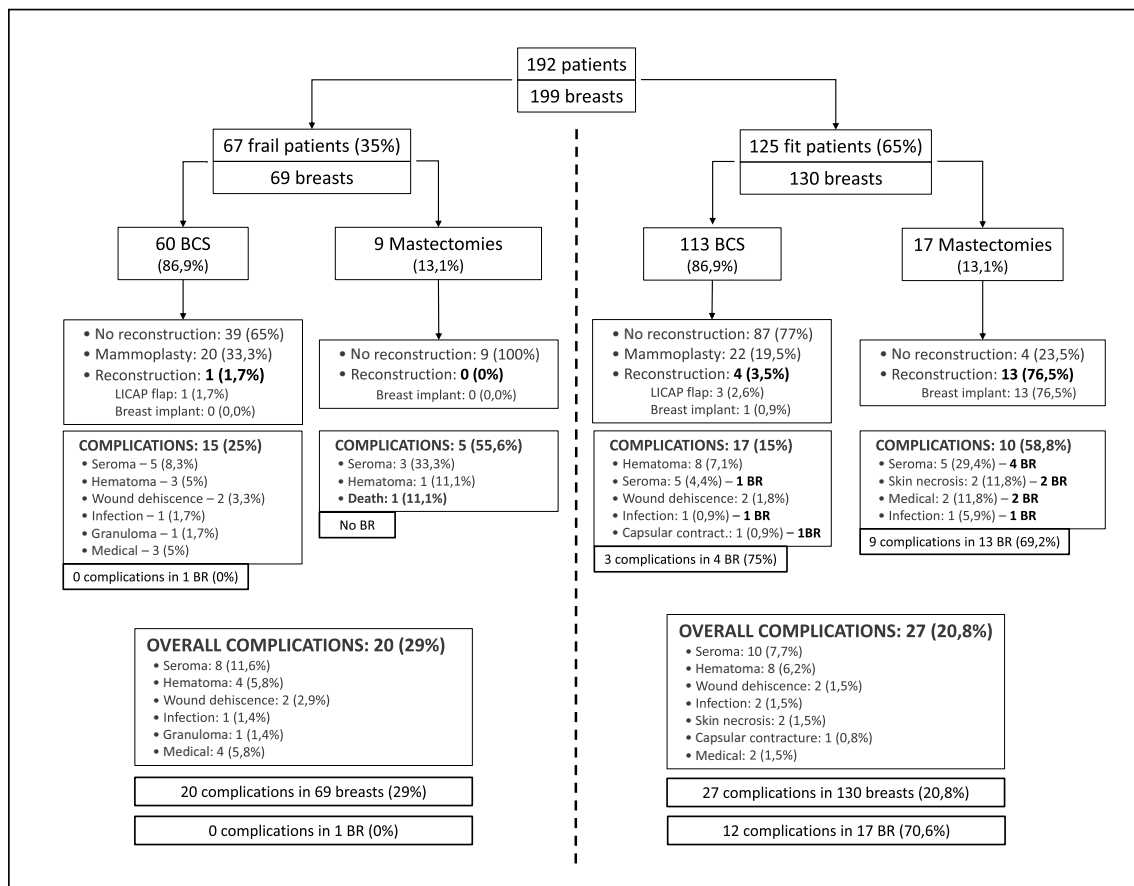 192 patients
199 breasts
67 frail patients (35%)
69 breasts
125 fit patients (65%)
130 breasts
60 BCS
(86,9%)
9 Mastectomies
(13,1%)
113 BCS
(86,9%)
17 Mastectomies
(13,1%)
• No reconstruction: 39 (65%)
• Mammoplasty: 20 (33,3%)
• Reconstruction: 1 (1,7%)
LICAP flap: 1 (1,7%)
Breast implant: 0 (0,0%)
• No reconstruction: 9 (100%)
• Reconstruction: 0 (0%)
Breast implant: 0 (0,0%)
• No reconstruction: 87 (77%)
• Mammoplasty: 22 (19,5%)
• Reconstruction: 4 (3,5%)
LICAP flap: 3 (2,6%)
Breast implant: 1 (0,9%)
• No reconstruction: 4 (23,5%)
• Reconstruction: 13 (76,5%)
Breast implant: 13 (76,5%)
COMPLICATIONS: 15 (25%)
• Seroma – 5 (8,3%)
• Hematoma – 3 (5%)
• Wound dehiscence – 2 (3,3%)
• Infection – 1 (1,7%)
• Granuloma – 1 (1,7%)
• Medical – 3 (5%)
0 complications in 1 BR (0%)
COMPLICATIONS: 5 (55,6%)
• Seroma: 3 (33,3%)
• Hematoma: 1 (11,1%)
• Death: 1 (11,1%)
No BR
COMPLICATIONS: 17 (15%)
• Hematoma: 8 (7,1%)
• Seroma: 5 (4,4%) – 1 BR
• Wound dehiscence: 2 (1,8%)
• Infection: 1 (0,9%) – 1 BR
• Capsular contract.: 1 (0,9%) – 1BR
3 complications in 4 BR (75%)
COMPLICATIONS: 10 (58,8%)
• Seroma: 5 (29,4%) – 4 BR
• Skin necrosis: 2 (11,8%) – 2 BR
• Medical: 2 (11,8%) – 2 BR
• Infection: 1 (5,9%) – 1 BR
9 complications in 13 BR (69,2%)
OVERALL COMPLICATIONS: 20 (29%)
• Seroma: 8 (11,6%)
• Hematoma: 4 (5,8%)
• Wound dehiscence: 2 (2,9%)
• Infection: 1 (1,4%)
• Granuloma: 1 (1,4%)
• Medical: 4 (5,8%)
20 complications in 69 breasts (29%)
0 complications in 1 BR (0%)
OVERALL COMPLICATIONS: 27 (20,8%)
• Seroma: 10 (7,7%)
• Hematoma: 8 (6,2%)
• Wound dehiscence: 2 (1,5%)
• Infection: 2 (1,5%)
• Skin necrosis: 2 (1,5%)
• Capsular contracture: 1 (0,8%)
• Medical: 2 (1,5%)
27 complications in 130 breasts (20,8%)
12 complications in 17 BR (70,6%)